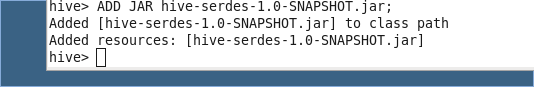 hive> ADD JAR hive-serdes-1.0-SNAPSHOT.jar;
Added [hive-serdes-1.0-SNAPSHOT.jar] to class path
Added resources: [hive-serdes-1.0-SNAPSHOT.jar]
hive>